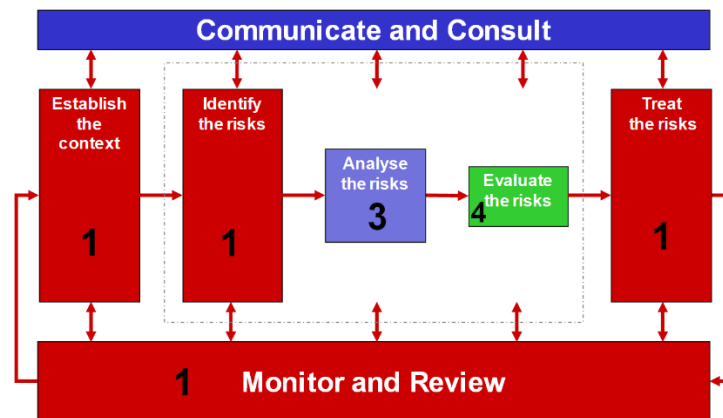 Communicate and Consult
Establish
the
context
1
Identify
the risks
1
Analyse
the risks
3
Evaluate
the risks
4
Treat
the risks
1
1 Monitor and Review